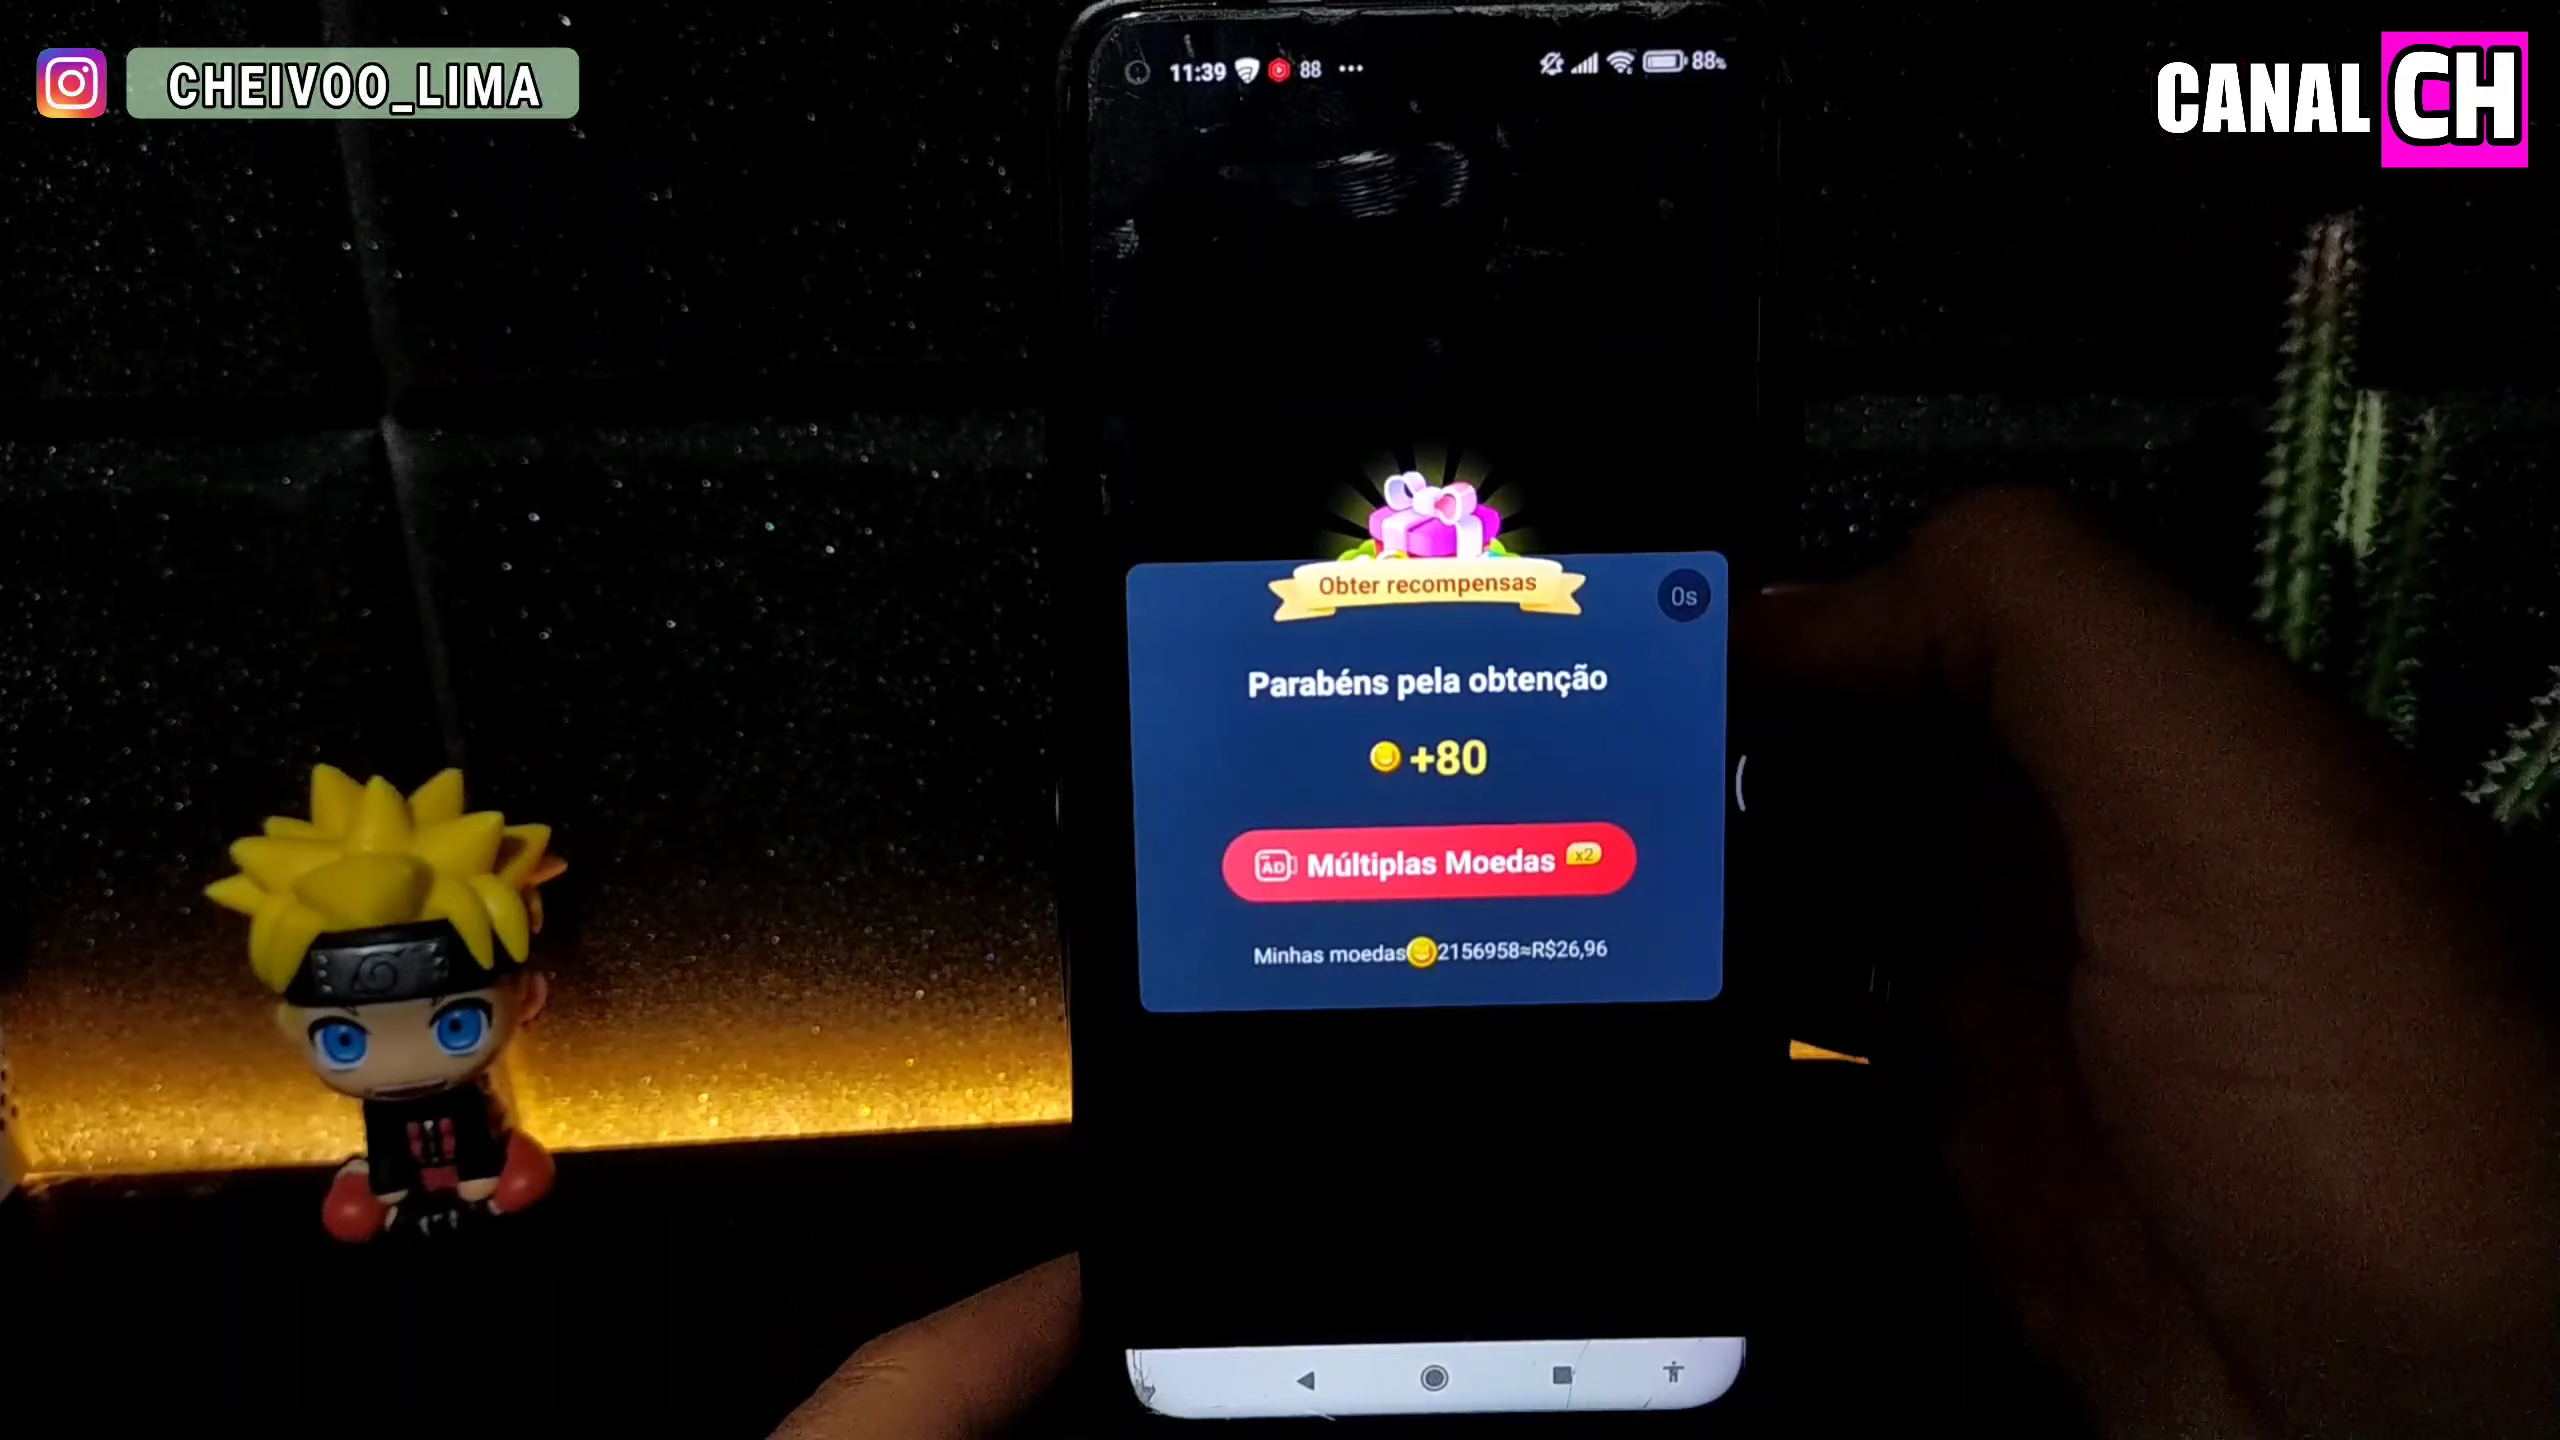 CHEIVOO_LIMA
CANAL CH
11:39 88 ••• 88%
Obter recompensas
0s
Parabéns pela obtenção
+80
AD Múltiplas Moedas x2
Minhas moedas 2156958≈R$26,96